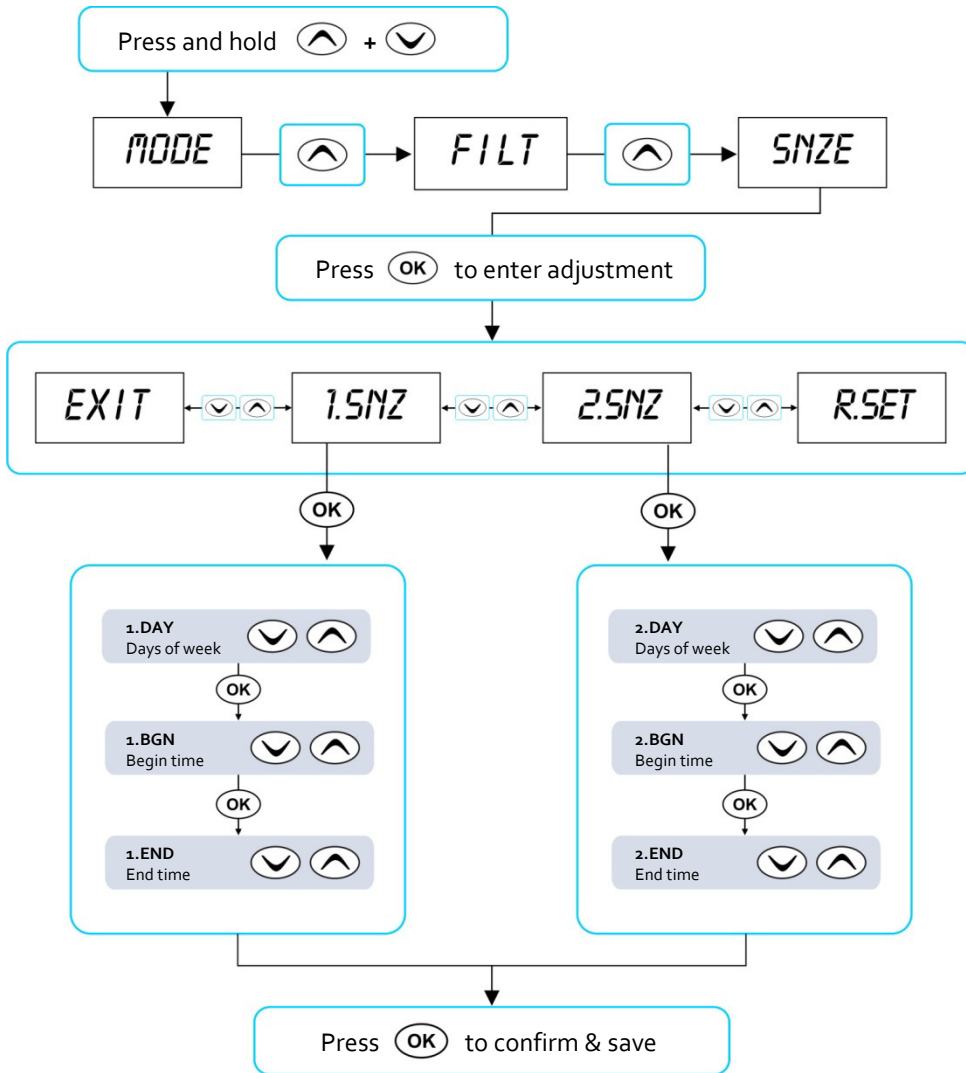 Press and hold +
MODE FILT SNZE
Press OK to enter adjustment
EXIT 1.SNZ 2.SNZ R.SET
OK OK
1.DAY
Days of week
OK
1.BGN
Begin time
OK
1.END
End time
2.DAY
Days of week
OK
2.BGN
Begin time
OK
2.END
End time
Press OK to confirm & save